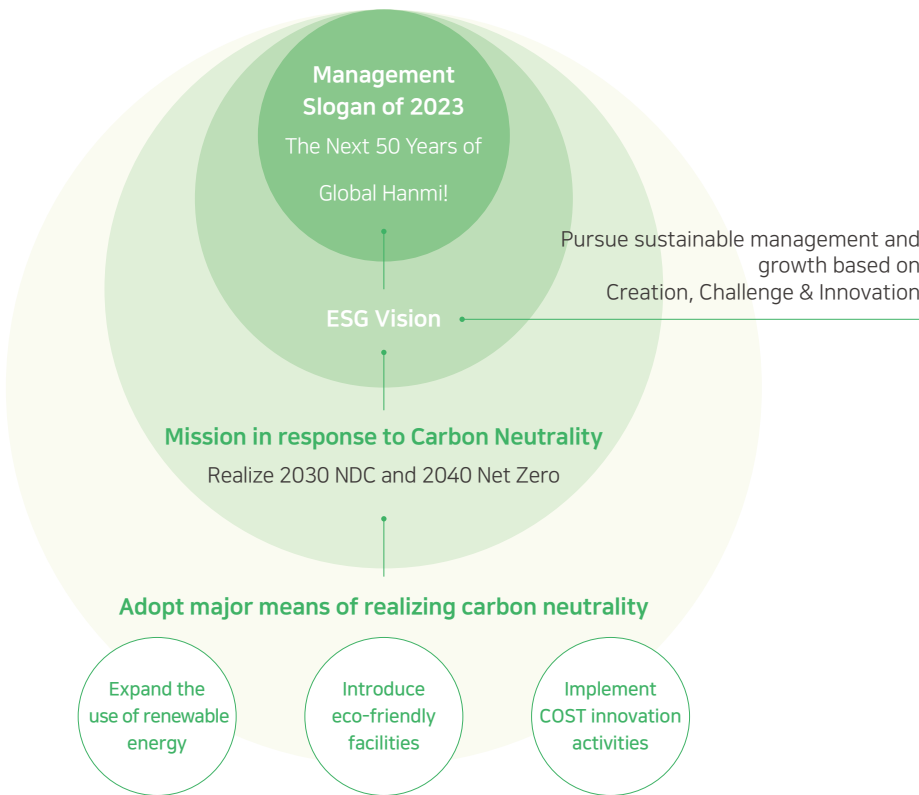 Management
Slogan of 2023
The Next 50 Years of
Global Hanmi!
Pursue sustainable management and
growth based on
Creation, Challenge & Innovation
ESG Vision
Mission in response to Carbon Neutrality
Realize 2030 NDC and 2040 Net Zero
Adopt major means of realizing carbon neutrality
Expand the
use of renewable
energy
Introduce
eco-friendly
facilities
Implement
COST innovation
activities